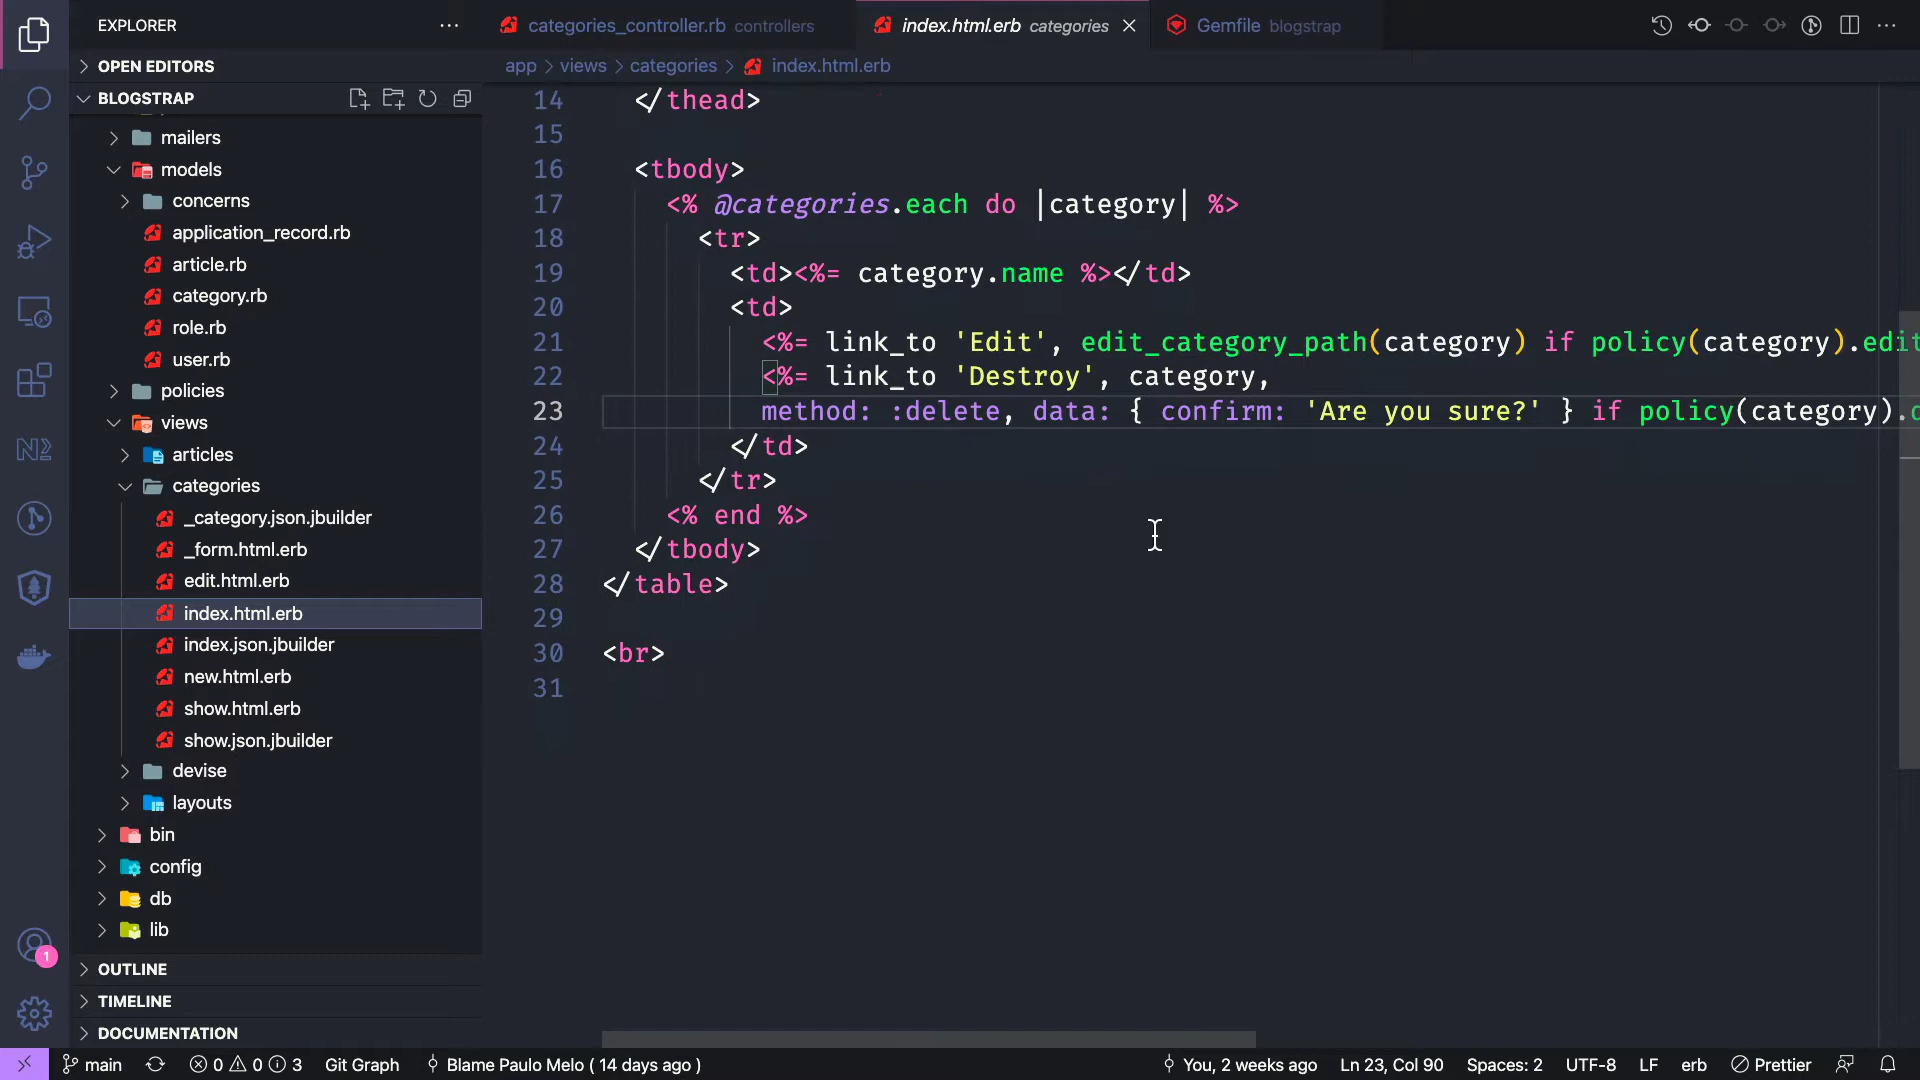 EXPLORER
OPEN EDITORS
BLOGSTRAP
mailers
models
concerns
application_record.rb
article.rb
category.rb
role.rb
user.rb
policies
views
articles
categories
_category.json.jbuilder
_form.html.erb
edit.html.erb
index.html.erb
index.json.jbuilder
new.html.erb
show.html.erb
show.json.jbuilder
devise
layouts
bin
config
db
lib
OUTLINE
TIMELINE
DOCUMENTATION
categories_controller.rb controllers
index.html.erb categories
Gemfile blogstrap
app > views > categories > index.html.erb
14 </thead>
15
16 <tbody>
17 <% @categories.each do |category| %>
18 <tr>
19 <td><%= category.name %></td>
20 <td>
21 <%= link_to 'Edit', edit_category_path(category) if policy(category).edit
22 <%= link_to 'Destroy', category,
23 method: :delete, data: { confirm: 'Are you sure?' } if policy(category).
24 </td>
25 </tr>
26 <% end %>
27 </tbody>
28 </table>
29
30 <br>
31
N2
1
main
0 0 3
Git Graph
Blame Paulo Melo ( 14 days ago )
You, 2 weeks ago
Ln 23, Col 90
Spaces: 2
UTF-8
LF
erb
Prettier